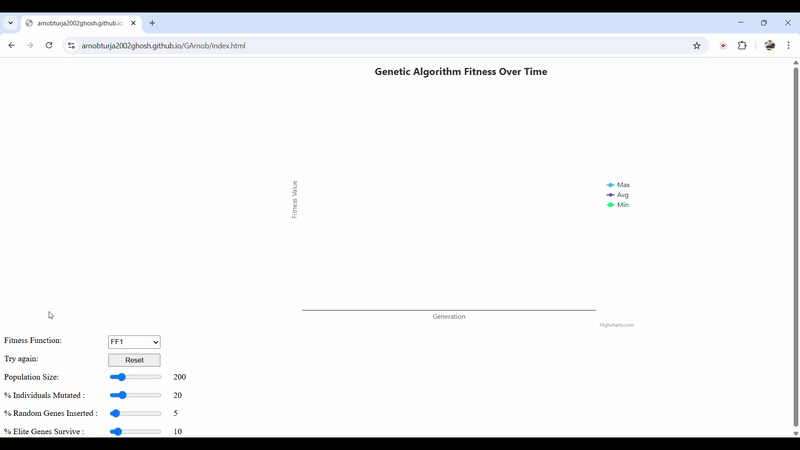 arnobturja2002ghosh.github.io/
arnobturja2002ghosh.github.io/GArnob/index.html
Genetic Algorithm Fitness Over Time
Fitness Value
Max
Avg
Min
Generation
Highcharts.com
Fitness Function: FF1
Try again: Reset
Population Size: 200
% Individuals Mutated : 20
% Random Genes Inserted : 5
% Elite Genes Survive : 10